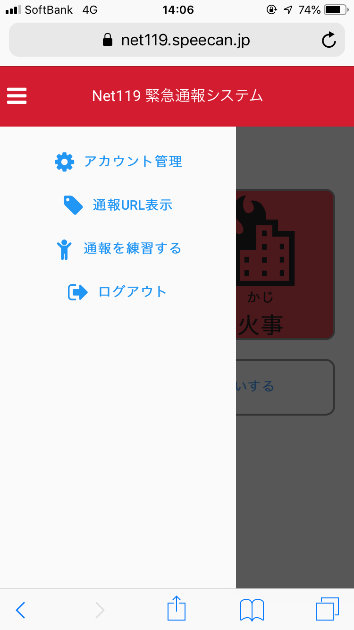 SoftBank 4G 14:06 74%
net119.speecan.jp
Net119 緊急通報システム
アカウント管理
通報URL表示
通報を練習する
ログアウト
かじ
火事
いする